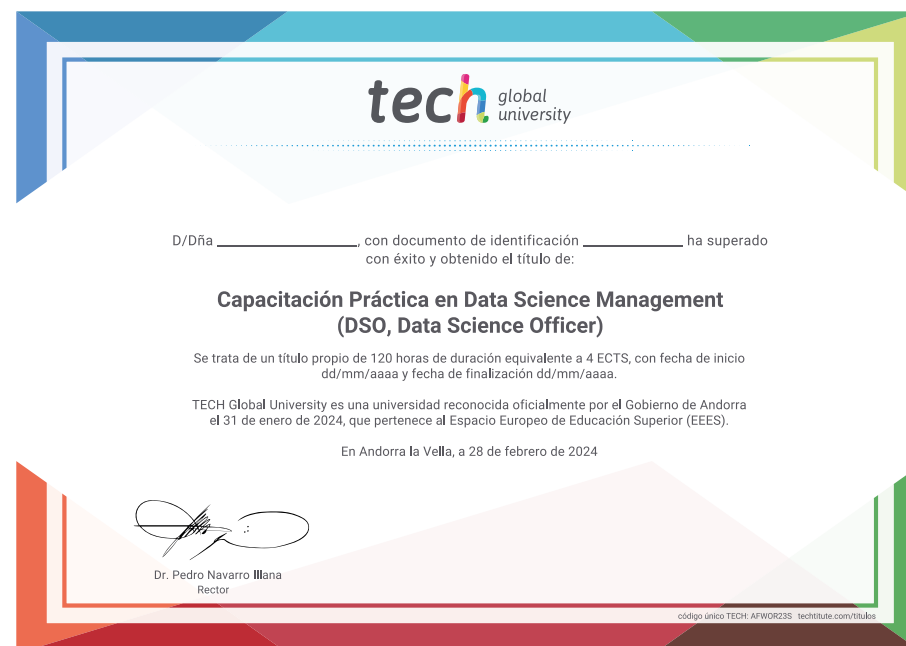 tech global university
D/Dña ____________, con documento de identificación ____________ ha superado
con éxito y obtenido el título de:
Capacitación Práctica en Data Science Management
(DSO, Data Science Officer)
Se trata de un título propio de 120 horas de duración equivalente a 4 ECTS, con fecha de inicio
dd/mm/aaaa y fecha de finalización dd/mm/aaaa.
TECH Global University es una universidad reconocida oficialmente por el Gobierno de Andorra
el 31 de enero de 2024, que pertenece al Espacio Europeo de Educación Superior (EEES).
En Andorra la Vella, a 28 de febrero de 2024
Dr. Pedro Navarro Illana
Rector
código único TECH: AFWOR23S techtitute.com/titulos